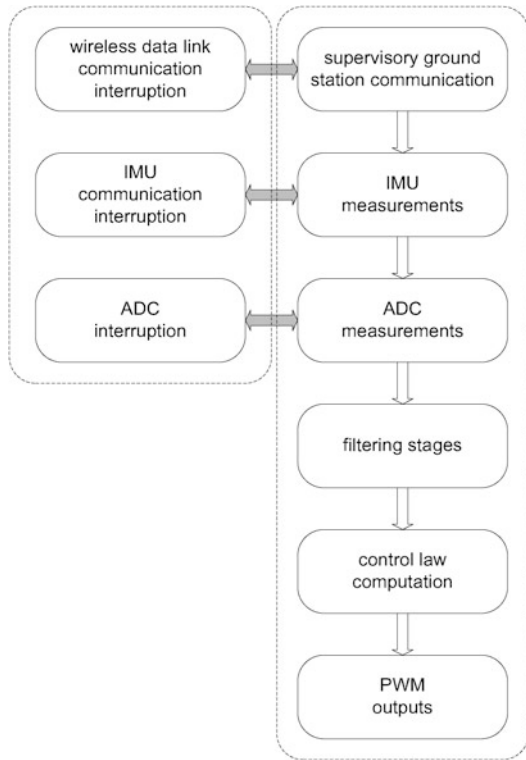 wireless data link
communication
interruption
supervisory ground
station communication
IMU
communication
interruption
IMU
measurements
ADC
interruption
ADC
measurements
filtering stages
control law
computation
PWM
outputs